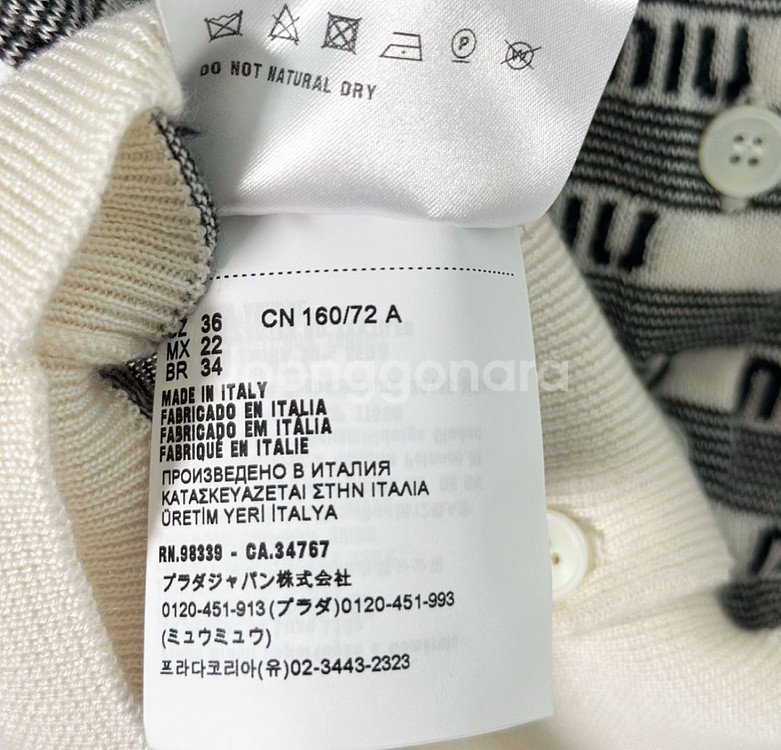 DO NOT NATURAL DRY
36 CN 160/72 A
MX 22
BR 34
Joonggonara
MADE IN ITALY
FABRICADO EN ITALIA
FABRICADO EM ITÁLIA
FABRIQUÉ EN ITALIE
ПРОИЗВЕДЕНО В ИТАЛИЯ
ΚΑΤΑΣΚΕΥΑΖΕΤΑΙ ΣΤΗΝ ΙΤΑΛΙΑ
ÜRETİM YERİ İTALYA
RN.98339 - CA.34767
プラダジャパン株式会社
0120-451-913(プラダ)0120-451-993
(ミュウミュウ)
프라다코리아(유)02-3443-2323